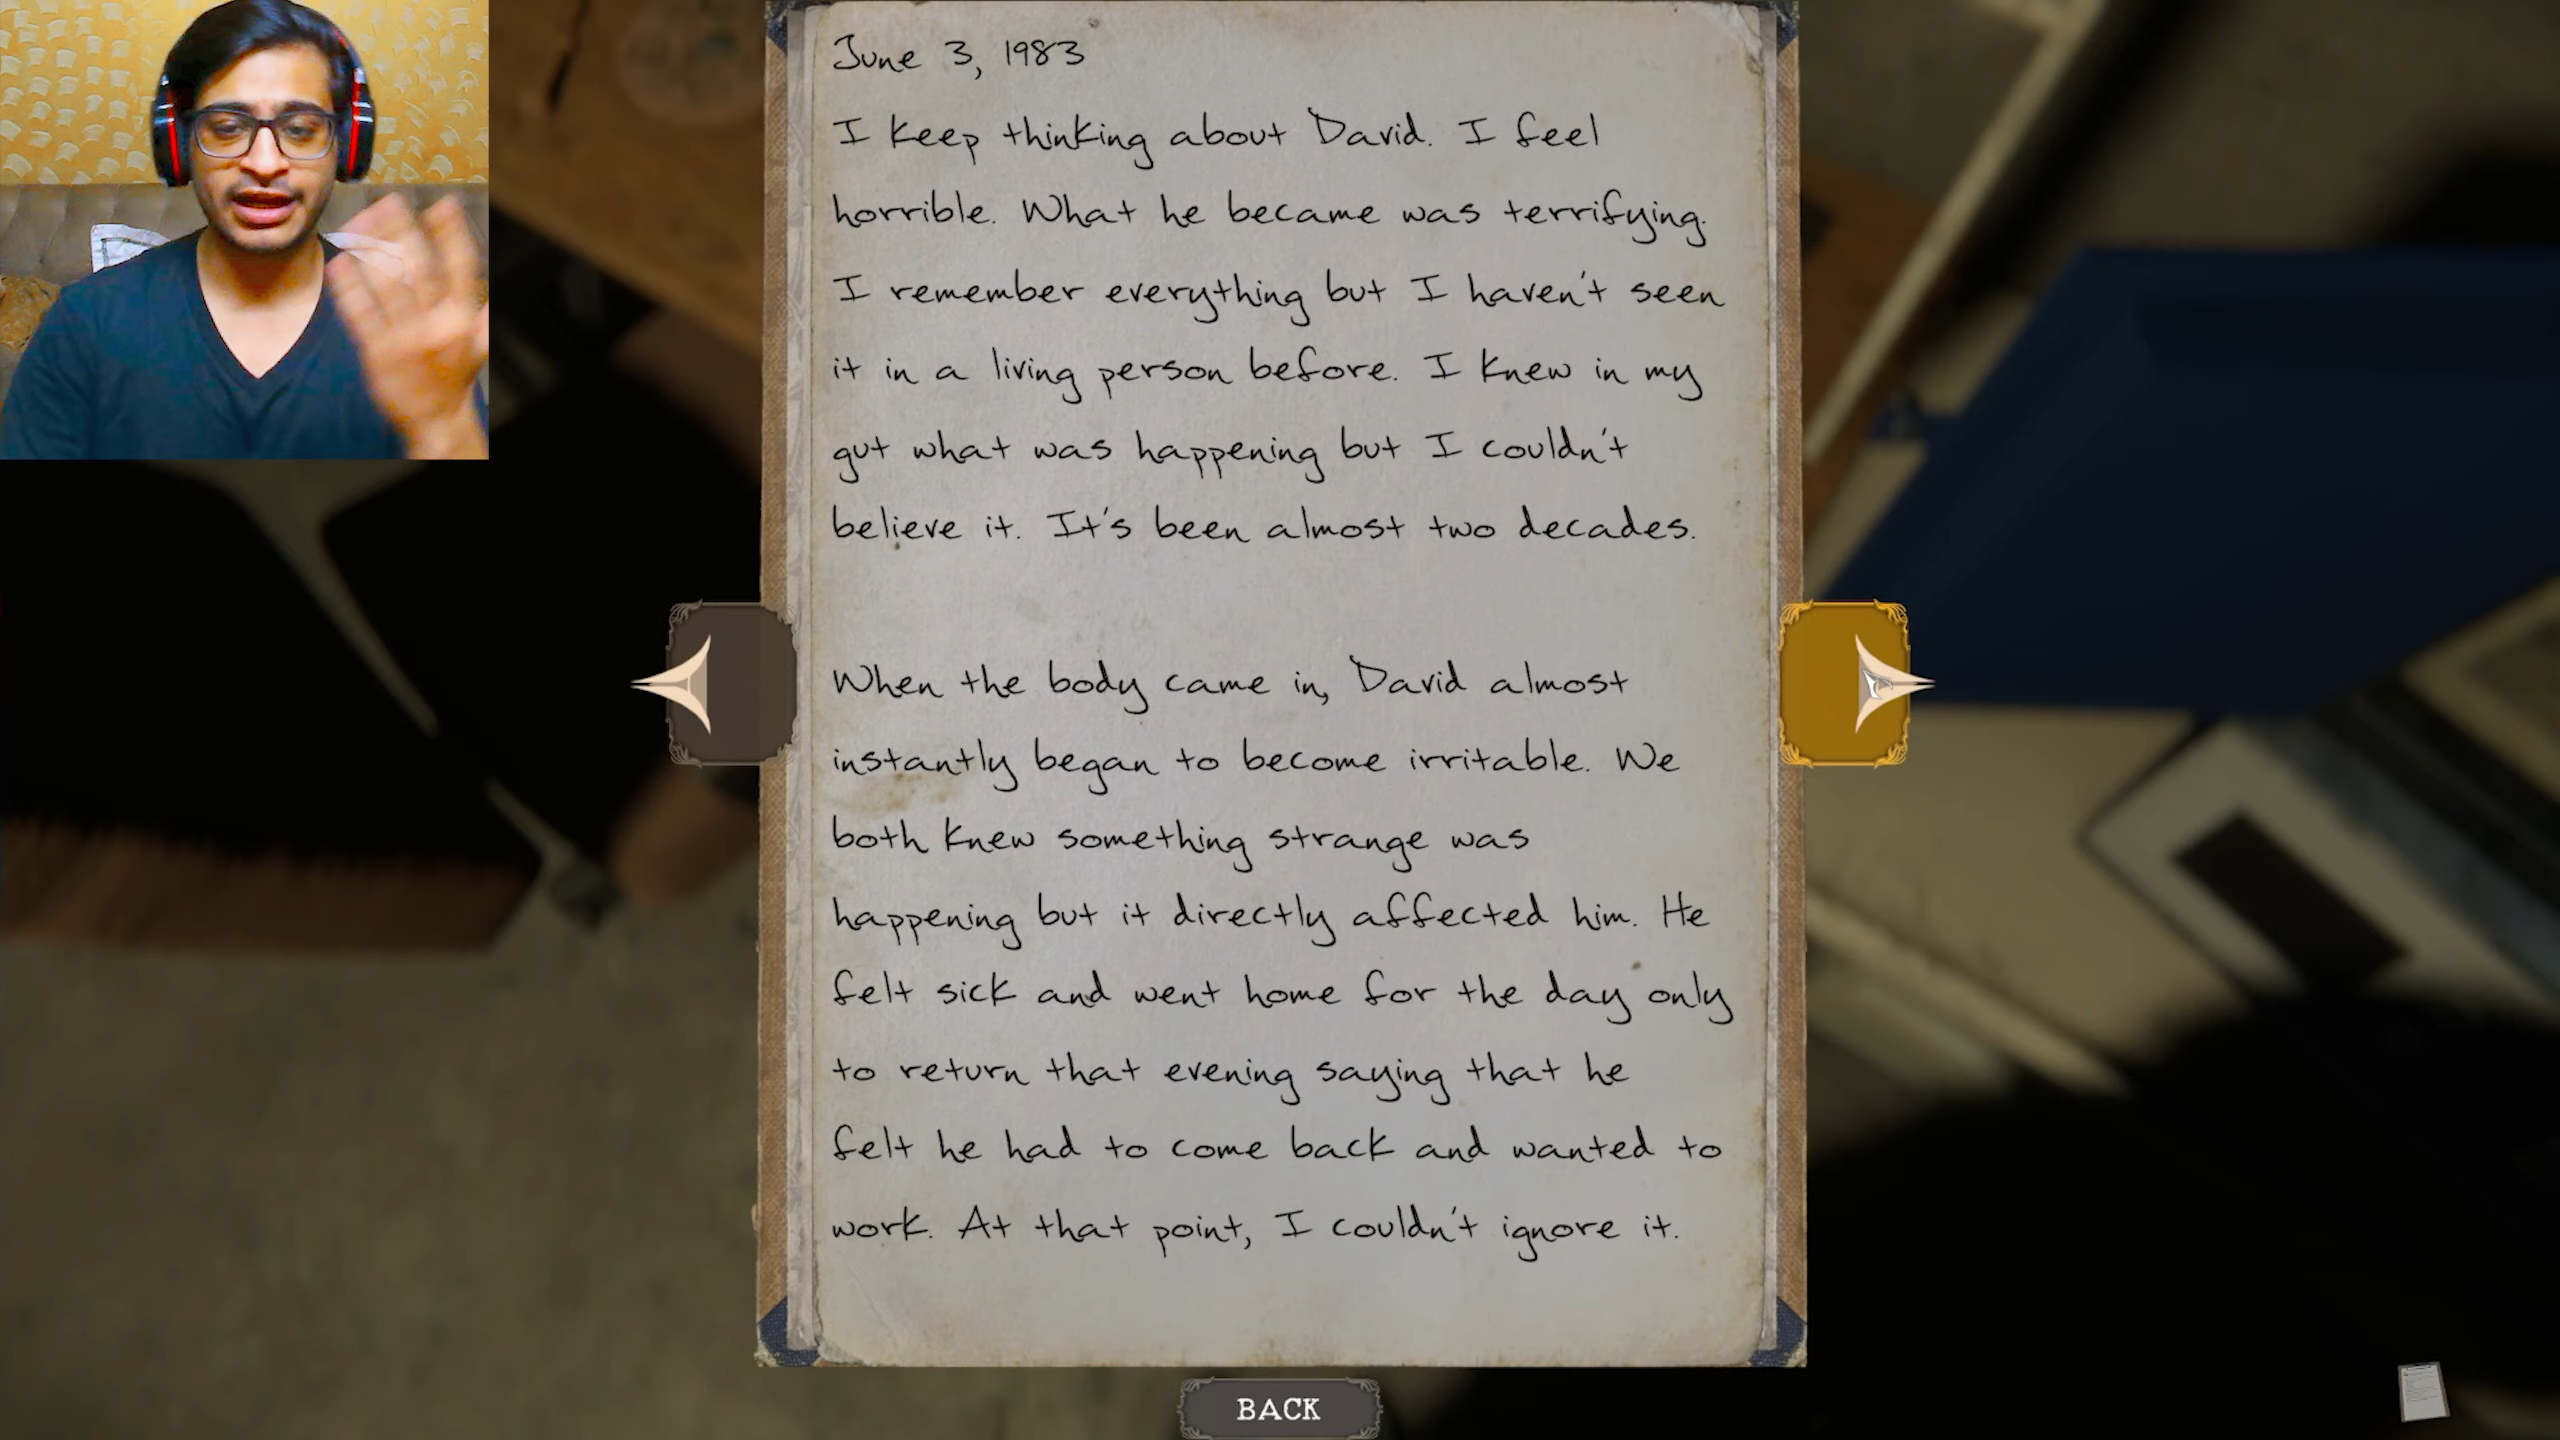 June 3, 1983
I keep thinking about David. I feel
horrible. What he became was terrifying.
I remember everything but I haven't seen
it in a living person before. I knew in my
gut what was happening but I couldn't
believe it. It's been almost two decades.
When the body came in, David almost
instantly began to become irritable. We
both knew something strange was
happening but it directly affected him. He
felt sick and went home for the day only
to return that evening saying that he
felt he had to come back and wanted to
work. At that point, I couldn't ignore it.
BACK